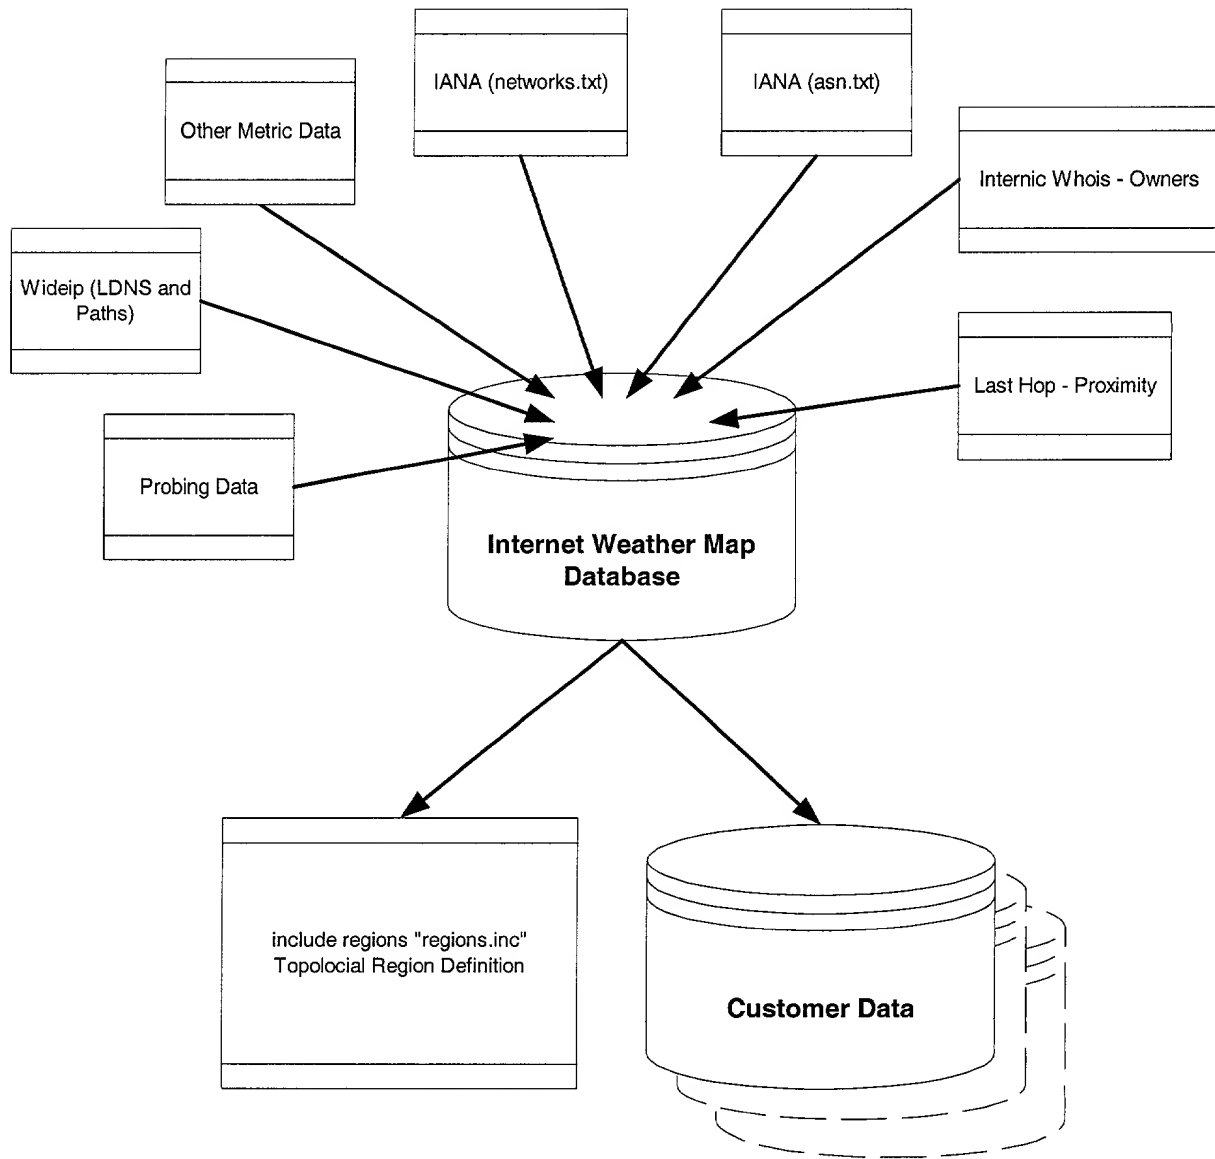 IANA (networks.txt)
IANA (asn.txt)
Other Metric Data
Internic Whois - Owners
Wideip (LDNS and
Paths)
Last Hop - Proximity
Probing Data
Internet Weather Map
Database
include regions "regions.inc"
Topolocial Region Definition
Customer Data